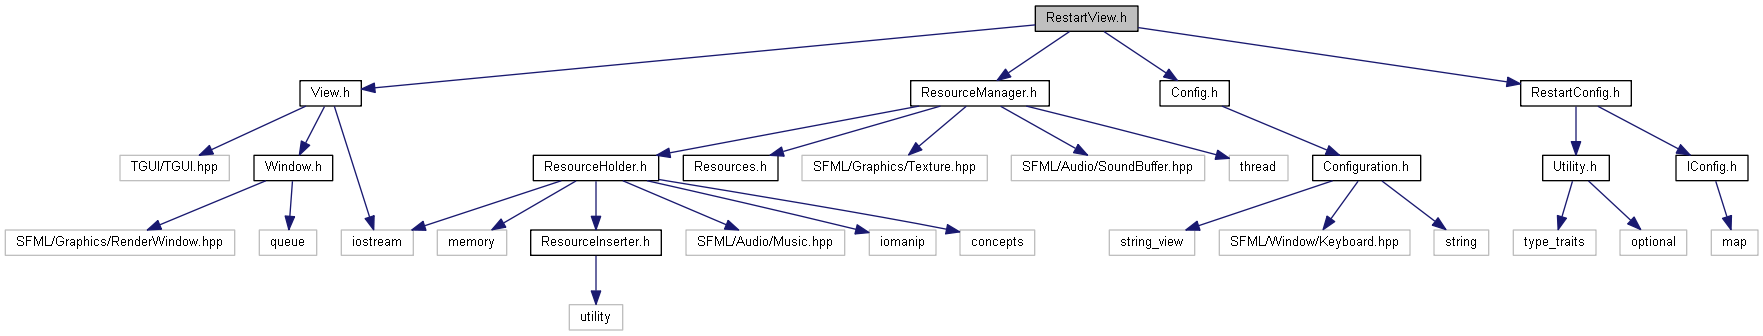 RestartView.h
View.h
ResourceManager.h
Config.h
RestartConfig.h
TGUI/TGUI.hpp
Window.h
ResourceHolder.h
Resources.h
SFML/Graphics/Texture.hpp
SFML/Audio/SoundBuffer.hpp
thread
Configuration.h
Utility.h
IConfig.h
SFML/Graphics/RenderWindow.hpp
queue
iostream
memory
ResourceInserter.h
SFML/Audio/Music.hpp
iomanip
concepts
string_view
SFML/Window/Keyboard.hpp
string
type_traits
optional
map
utility